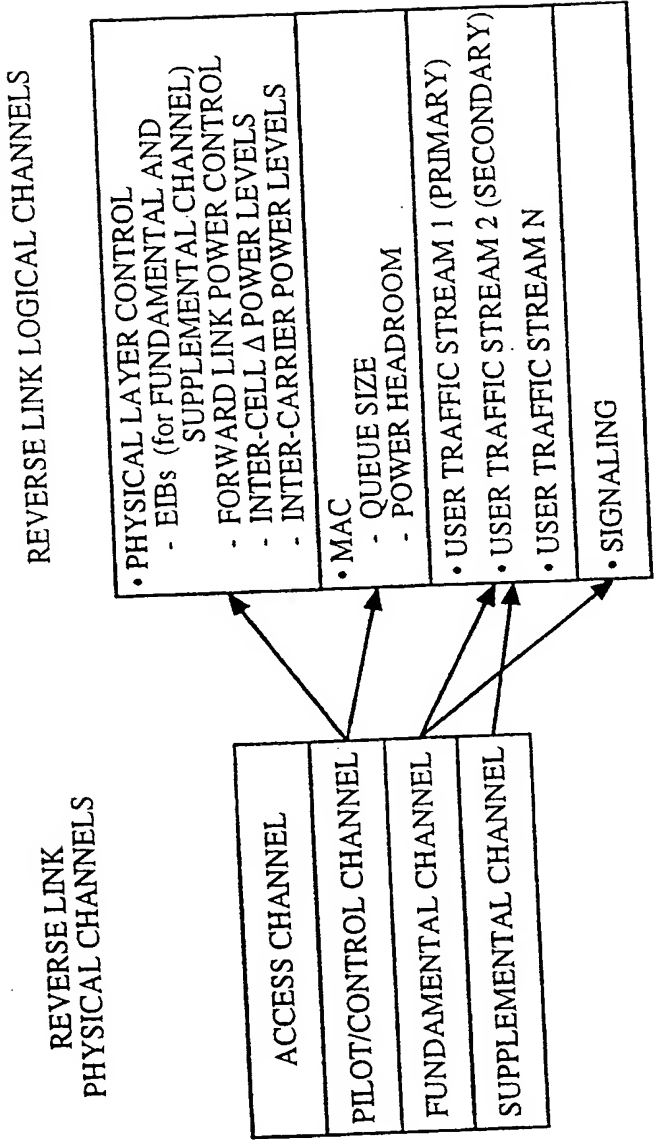 REVERSE LINK
PHYSICAL CHANNELS
ACCESS CHANNEL
PILOT/CONTROL CHANNEL
FUNDAMENTAL CHANNEL
SUPPLEMENTAL CHANNEL
REVERSE LINK LOGICAL CHANNELS
• PHYSICAL LAYER CONTROL
- EIBs (for FUNDAMENTAL AND
SUPPLEMENTAL CHANNEL)
- FORWARD LINK POWER CONTROL
- INTER-CELL Δ POWER LEVELS
- INTER-CARRIER POWER LEVELS
• MAC
- QUEUE SIZE
- POWER HEADROOM
• USER TRAFFIC STREAM 1 (PRIMARY)
• USER TRAFFIC STREAM 2 (SECONDARY)
• USER TRAFFIC STREAM N
• SIGNALING